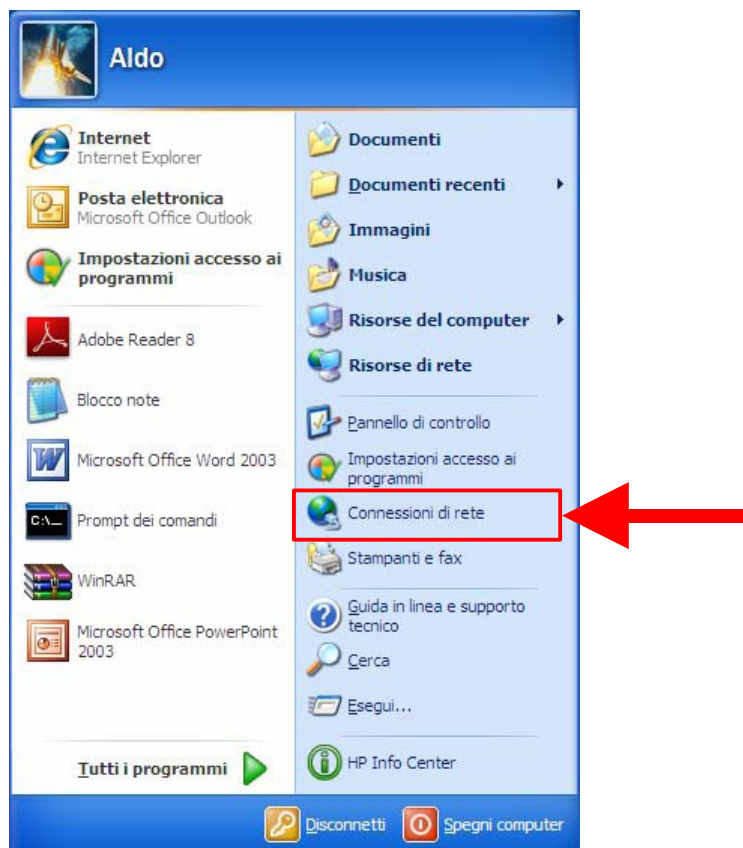 Aldo
Internet
Internet Explorer
Posta elettronica
Microsoft Office Outlook
Impostazioni accesso ai
programmi
Adobe Reader 8
Blocco note
Microsoft Office Word 2003
C:\_
Prompt dei comandi
WinRAR
Microsoft Office PowerPoint
2003
Tutti i programmi
Documenti
Documenti recenti
Immagini
Musica
Risorse del computer
Risorse di rete
Pannello di controllo
Impostazioni accesso ai
programmi
Connessioni di rete
Stampanti e fax
Guida in linea e supporto
tecnico
Cerca
Esegui...
HP Info Center
Disconnetti
Spegni computer